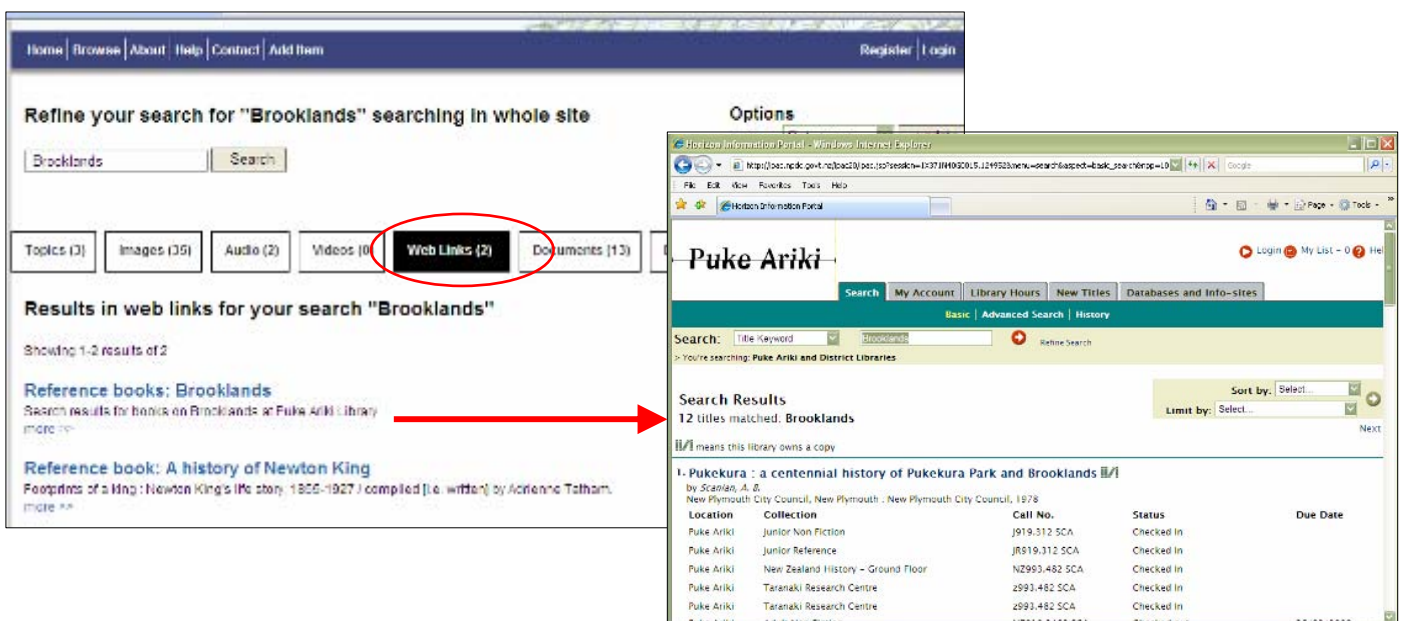 Home | Browse | About | Help | Contact | Add Item
Register | Login
Refine your search for "Brooklands" searching in whole site
Options
Brooklands
Search
Topics (3)
Images (35)
Audio (2)
Videos (0
Web Links (2)
Documents (13)
Results in web links for your search "Brooklands"
Showing 1-2 results of 2
Reference books: Brooklands
Search results for books on Brooklands at Puke Ariki Library
more >>
Reference book: A history of Newton King
Footprints of a king : Newton King's life story, 1855-1927 / compiled [i.e. written] by Adrienne Tatham.
more >>
Horizon Information Portal - Windows Internet Explorer
Google
File Edit View Favorites Tools Help
Horizon Information Portal
Page
Tools
Puke Ariki
Login
My List - 0
Hel
Search
My Account
Library Hours
New Titles
Databases and Info-sites
Basic | Advanced Search | History
Search:
Title Keyword
Brooklands
Refine Search
> You're searching: Puke Ariki and District Libraries
Sort by: Select...
Limit by: Select...
Next
Search Results
12 titles matched: Brooklands
means this library owns a copy
1. Pukekura : a centennial history of Pukekura Park and Brooklands
by Scanlan, A. B.
New Plymouth City Council, New Plymouth : New Plymouth City Council, 1978
Location Collection Call No. Status Due Date
Puke Ariki Junior Non Fiction J919.312 SCA Checked In
Puke Ariki Junior Reference JR919.312 SCA Checked In
Puke Ariki New Zealand History - Ground Floor NZ993.482 SCA Checked In
Puke Ariki Taranaki Research Centre z993.482 SCA Checked In
Puke Ariki Taranaki Research Centre z993.482 SCA Checked In